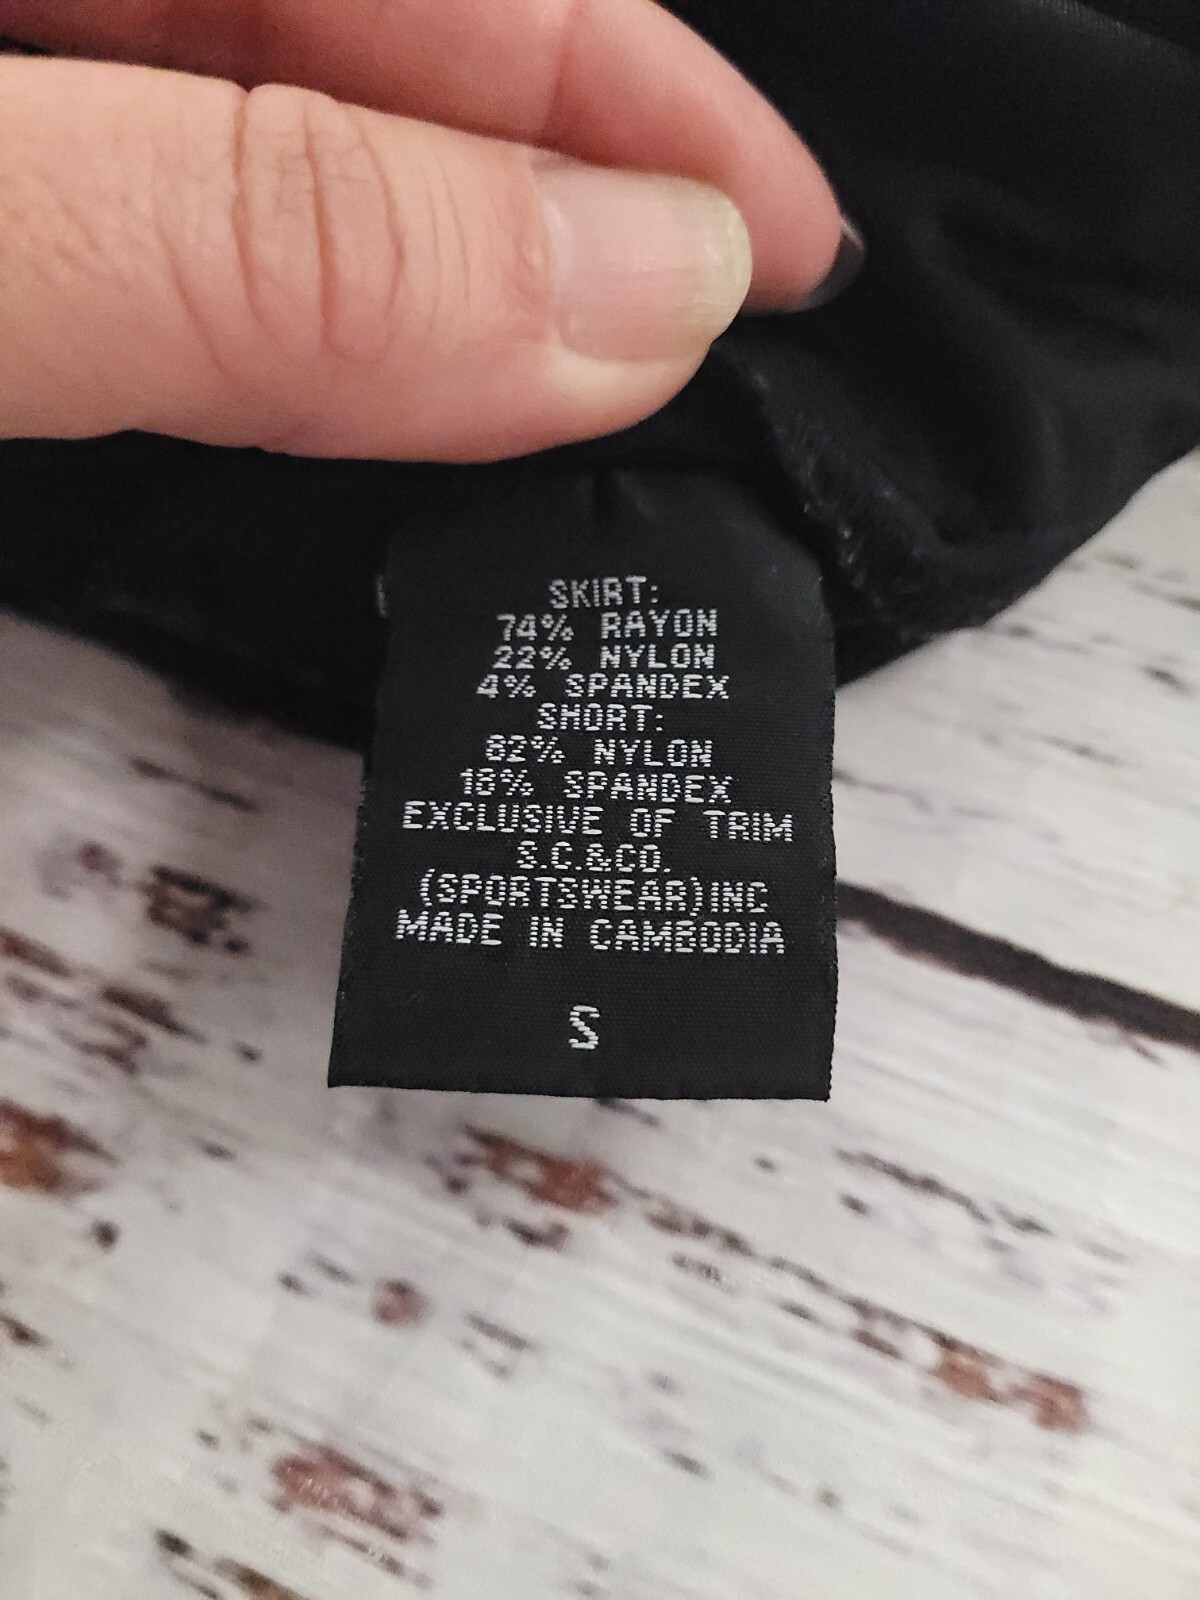 SKIRT:
74% RAYON
22% NYLON
4% SPANDEX
SHORT:
82% NYLON
18% SPANDEX
EXCLUSIVE OF TRIM
S.C.&CO.
(SPORTSWEAR)INC
MADE IN CAMBODIA
S